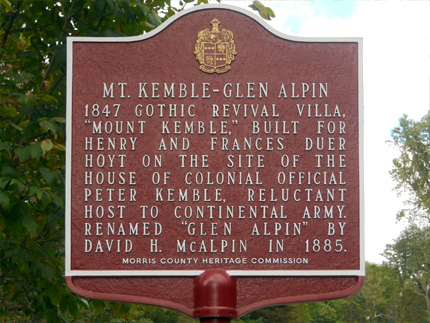 MT. KEMBLE-GLEN ALPIN
1847 GOTHIC REVIVAL VILLA,
"MOUNT KEMBLE," BUILT FOR
HENRY AND FRANCES DUER
HOYT ON THE SITE OF THE
HOUSE OF COLONIAL OFFICIAL
PETER KEMBLE, RELUCTANT
HOST TO CONTINENTAL ARMY.
RENAMED "GLEN ALPIN" BY
DAVID H. McALPIN IN 1885.
MORRIS COUNTY HERITAGE COMMISSION